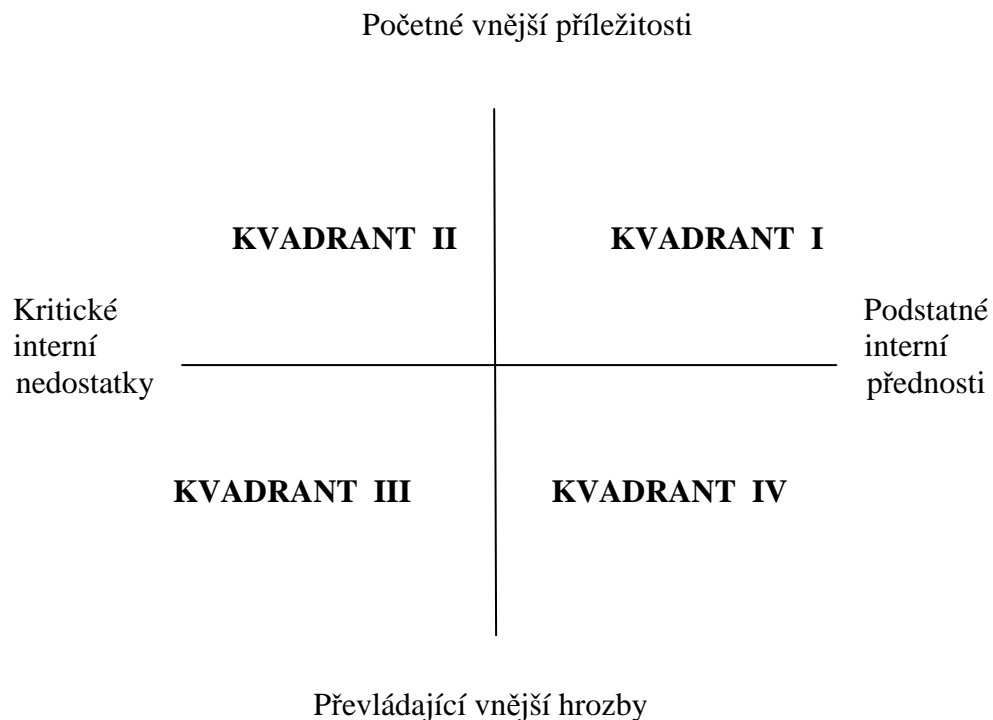 Početné vnější příležitosti
KVADRANT II
KVADRANT I
Kritické
interní
nedostatky
Podstatné
interní
přednosti
KVADRANT III
KVADRANT IV
Převládající vnější hrozby